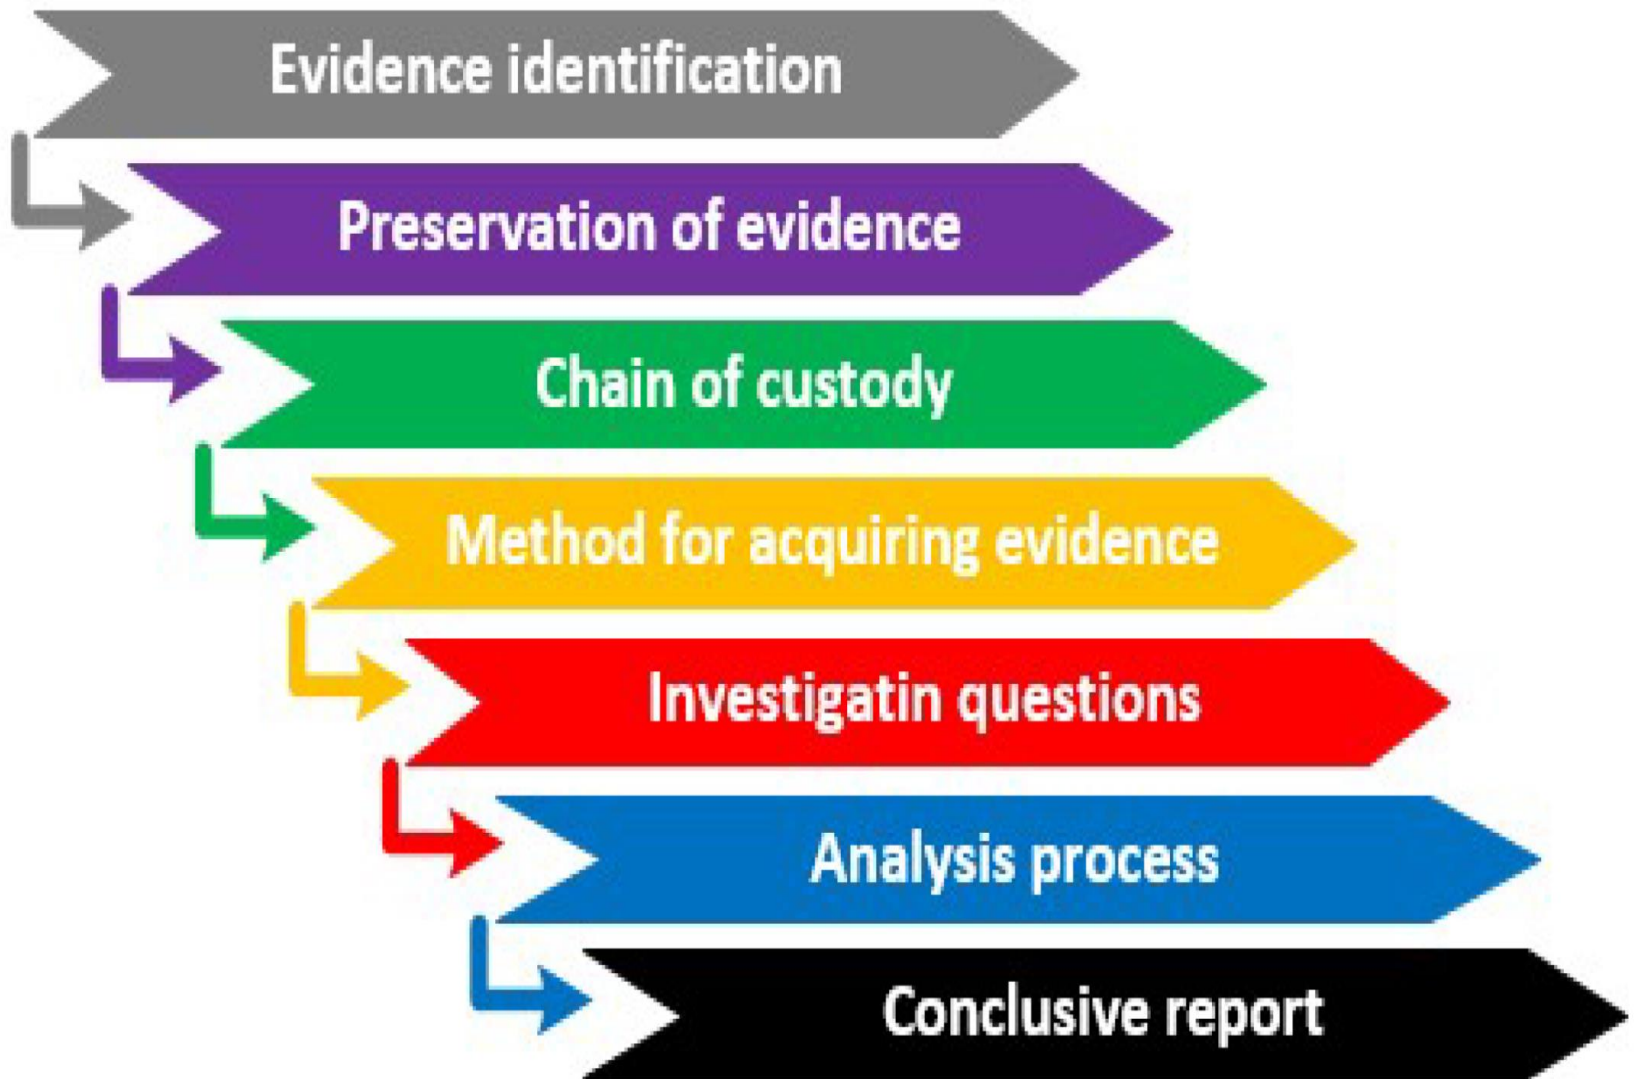 Evidence identification
Preservation of evidence
Chain of custody
Method for acquiring evidence
Investigatin questions
Analysis process
Conclusive report